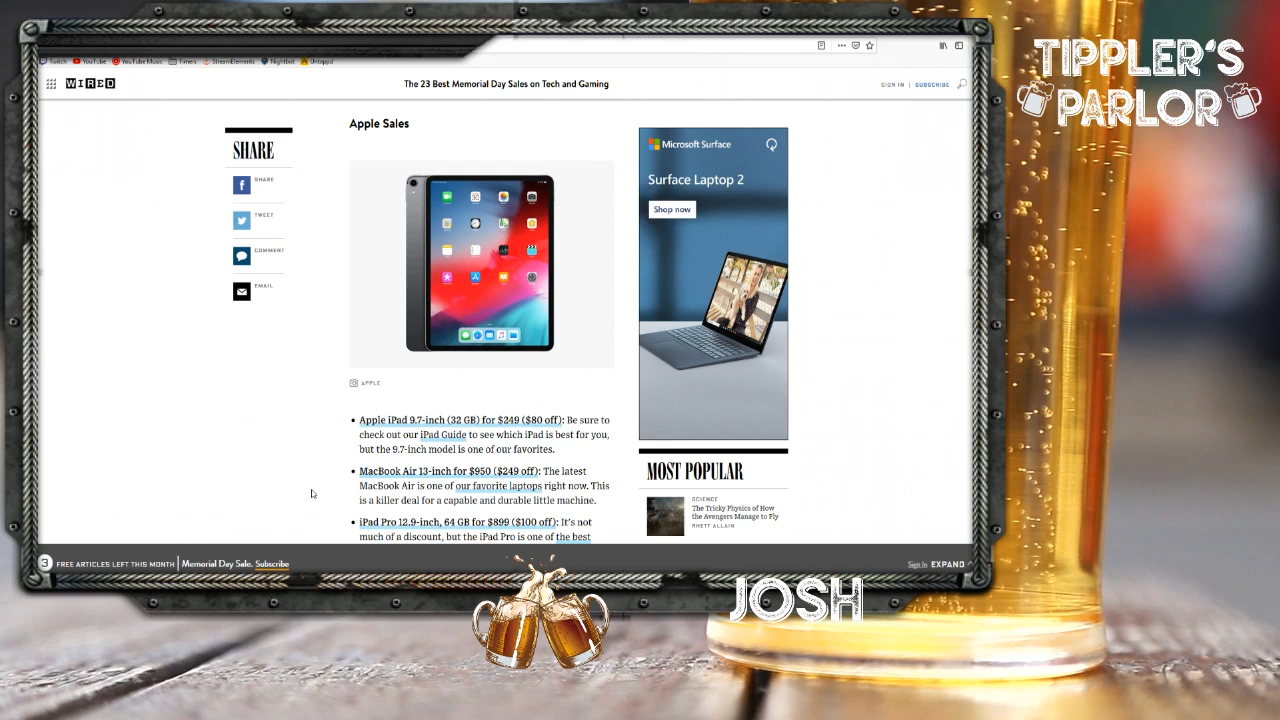 TIPPLER'S
PARLOR
Twitch YouTube YouTube Music Timers StreamElements Nightbot Untappd
WIRED
The 23 Best Memorial Day Sales on Tech and Gaming
SIGN IN | SUBSCRIBE
SHARE
SHARE
TWEET
COMMENT
EMAIL
Apple Sales
APPLE
• Apple iPad 9.7-inch (32 GB) for $249 ($80 off): Be sure to
check out our iPad Guide to see which iPad is best for you,
but the 9.7-inch model is one of our favorites.
• MacBook Air 13-inch for $950 ($249 off): The latest
MacBook Air is one of our favorite laptops right now. This
is a killer deal for a capable and durable little machine.
• iPad Pro 12.9-inch, 64 GB for $899 ($100 off): It's not
much of a discount, but the iPad Pro is one of the best
Microsoft Surface
Surface Laptop 2
Shop now
MOST POPULAR
SCIENCE
The Tricky Physics of How
the Avengers Manage to Fly
RHETT ALLAIN
3 FREE ARTICLES LEFT THIS MONTH | Memorial Day Sale. Subscribe
Sign In EXPAND
JOSH